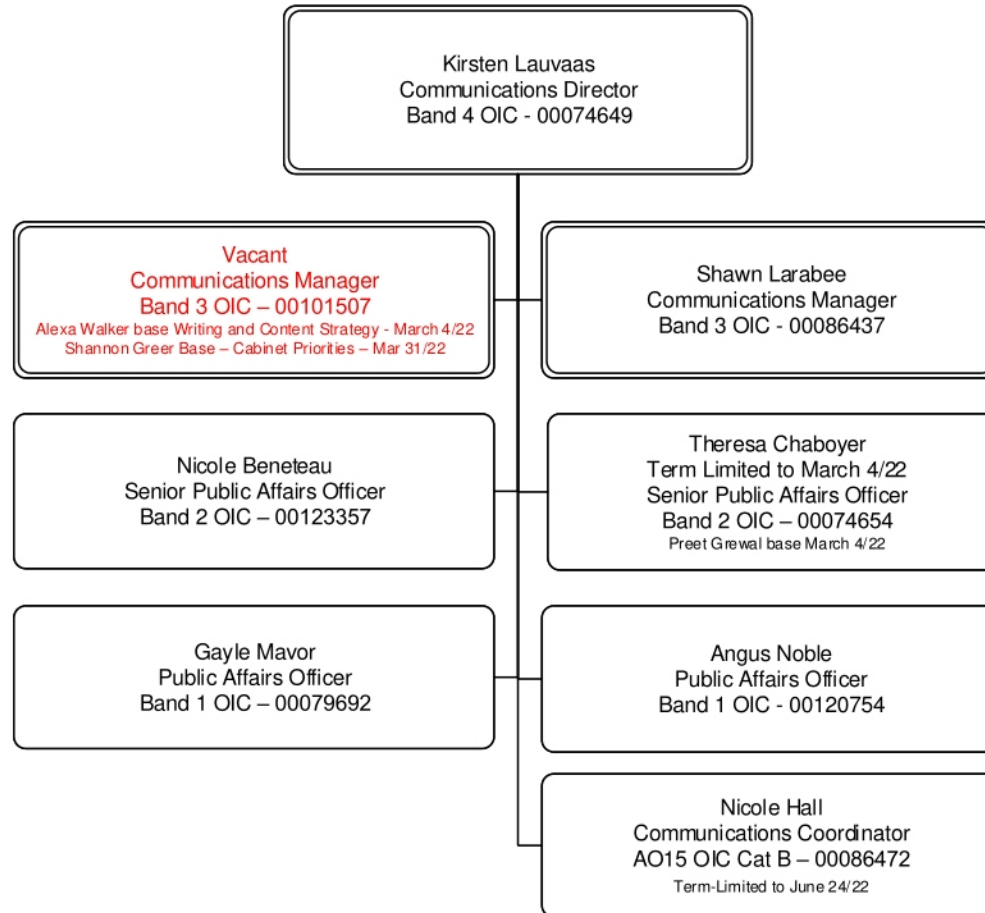 Kirsten Lauvaas
Communications Director
Band 4 OIC - 00074649
Vacant
Communications Manager
Band 3 OIC – 00101507
Alexa Walker base Writing and Content Strategy - March 4/22
Shannon Greer Base – Cabinet Priorities – Mar 31/22
Shawn Larabee
Communications Manager
Band 3 OIC - 00086437
Nicole Beneteau
Senior Public Affairs Officer
Band 2 OIC – 00123357
Theresa Chaboyer
Term Limited to March 4/22
Senior Public Affairs Officer
Band 2 OIC – 00074654
Preet Grewal base March 4/22
Gayle Mavor
Public Affairs Officer
Band 1 OIC – 00079692
Angus Noble
Public Affairs Officer
Band 1 OIC - 00120754
Nicole Hall
Communications Coordinator
AO15 OIC Cat B – 00086472
Term-Limited to June 24/22